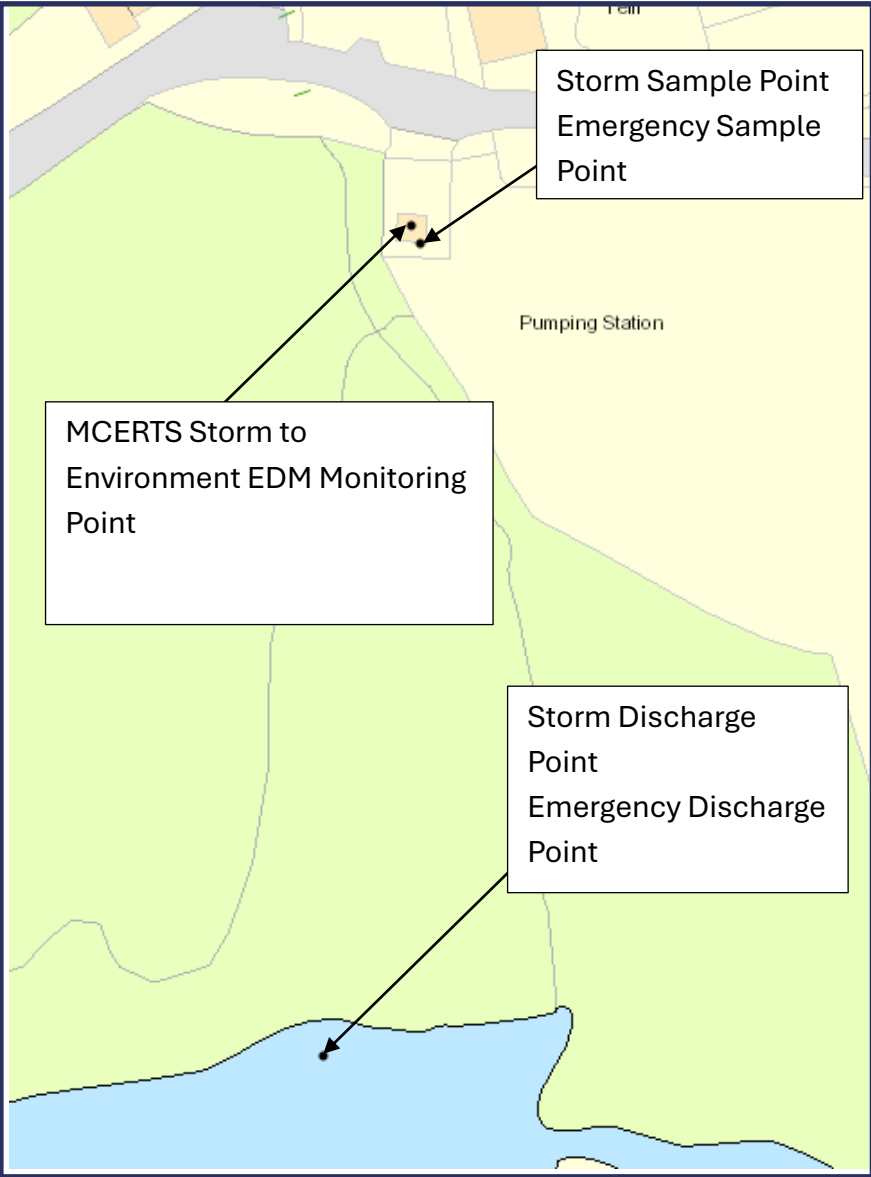 Storm Sample Point
Emergency Sample
Point
Pumping Station
MCERTS Storm to
Environment EDM Monitoring
Point
Storm Discharge
Point
Emergency Discharge
Point